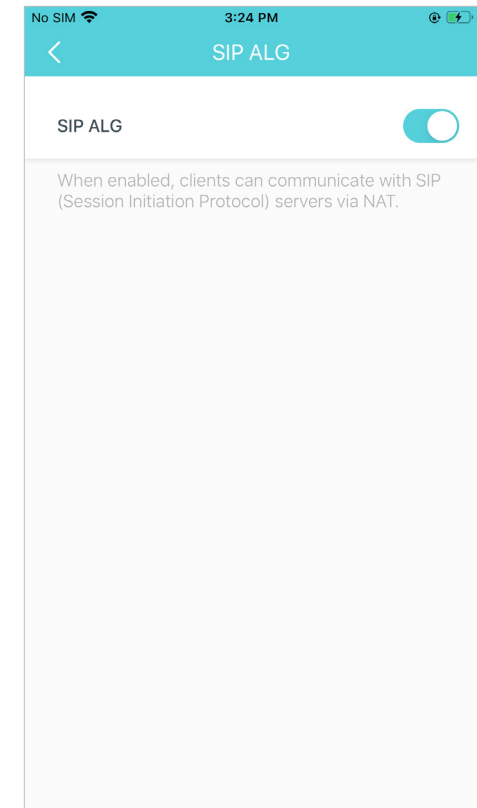 No SIM 3:24 PM
SIP ALG
SIP ALG
When enabled, clients can communicate with SIP
(Session Initiation Protocol) servers via NAT.